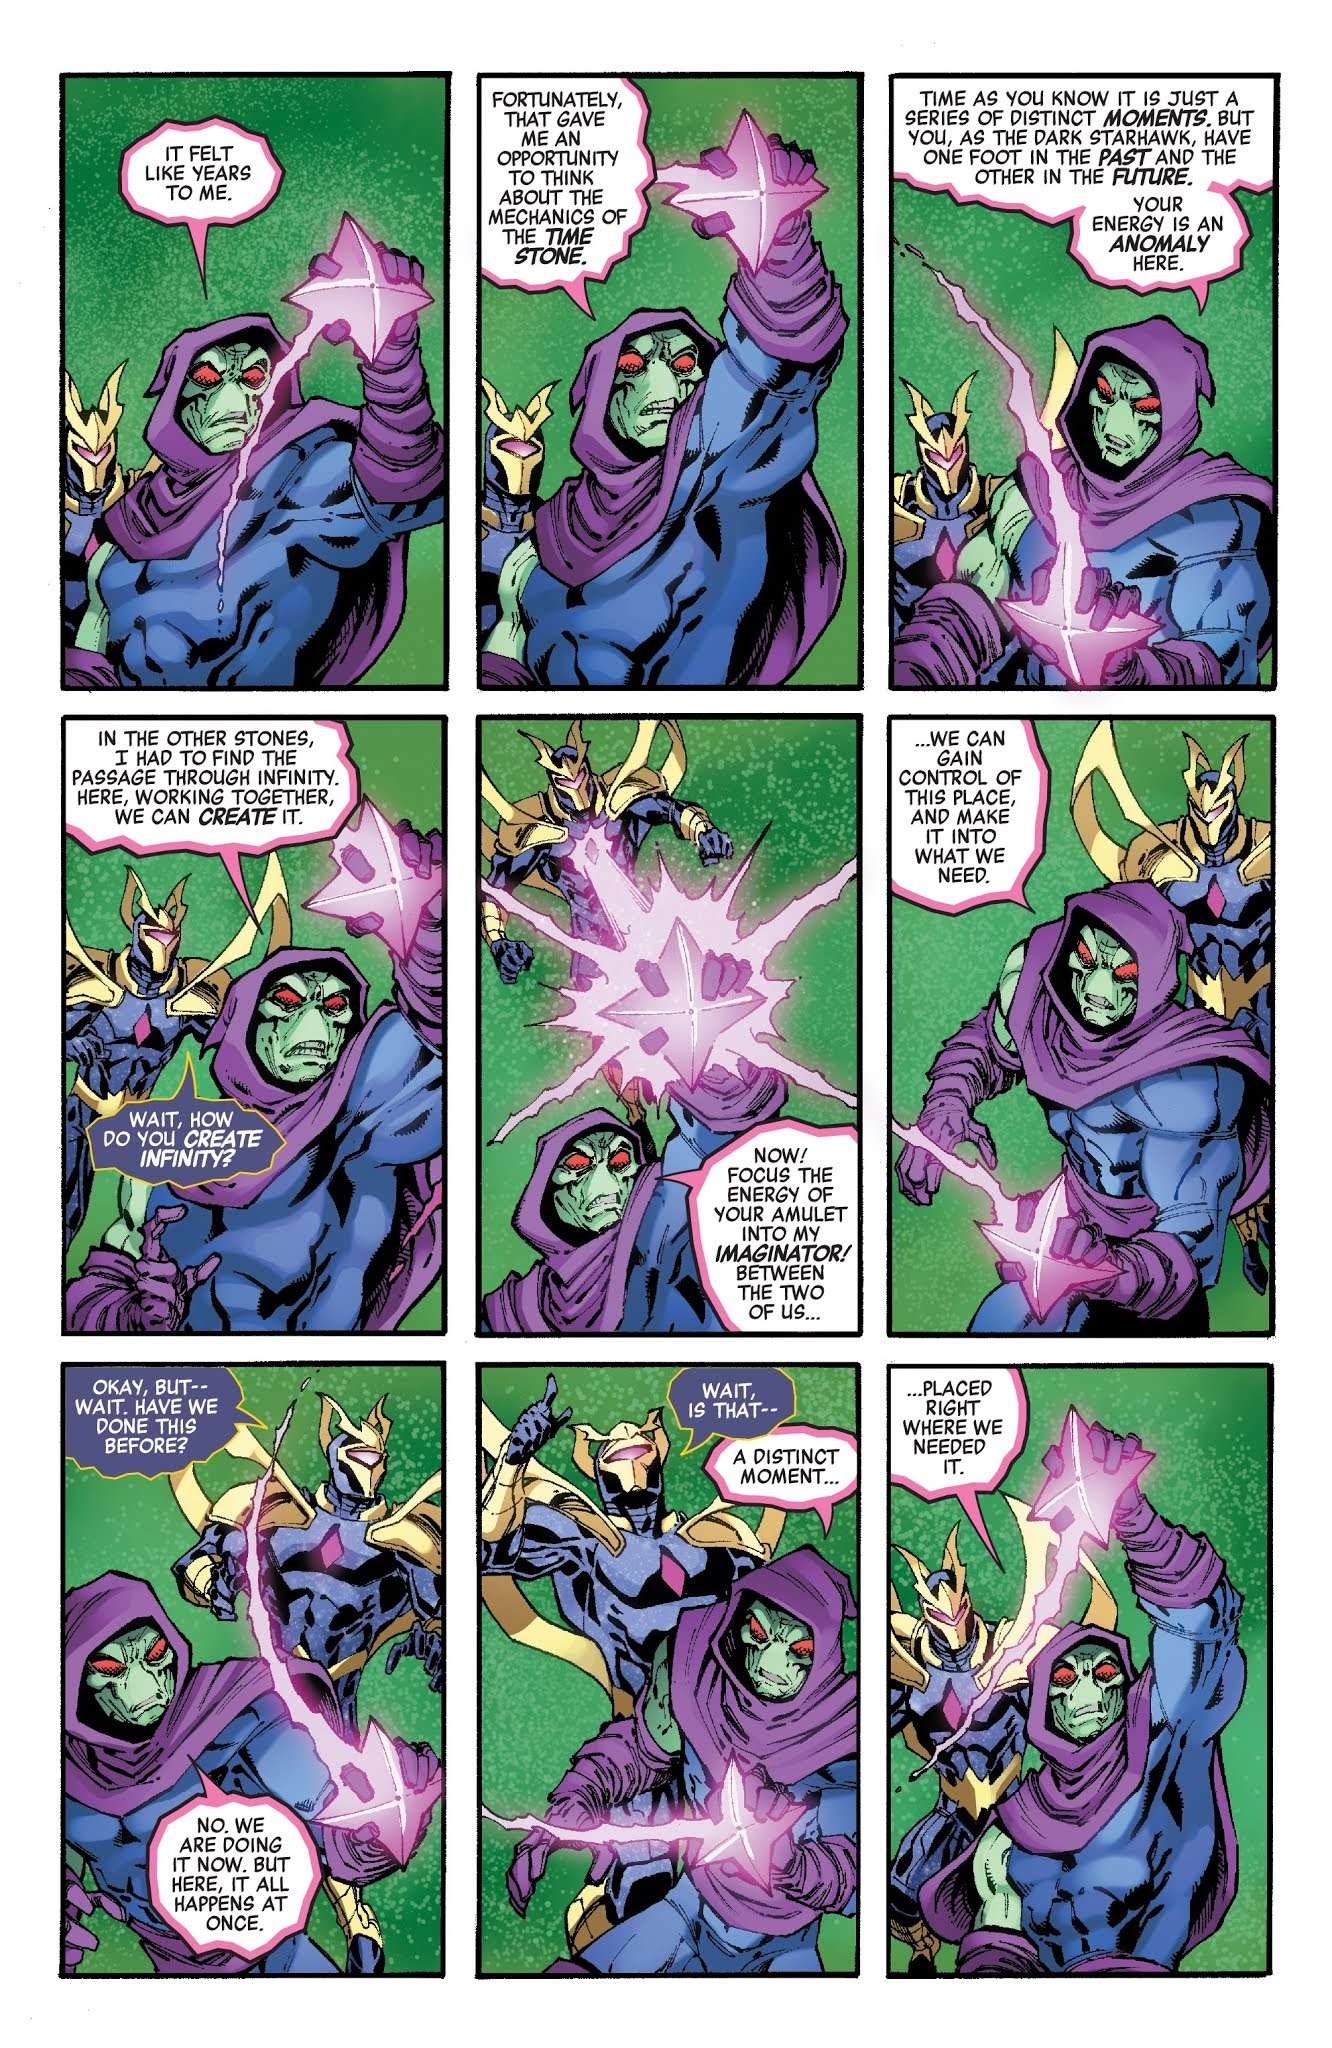 IT FELT
LIKE YEARS
TO ME.
FORTUNATELY,
THAT GAVE
ME AN
OPPORTUNITY
TO THINK
ABOUT THE
MECHANICS OF
THE TIME
STONE.
TIME AS YOU KNOW IT IS JUST A
SERIES OF DISTINCT MOMENTS. BUT
YOU, AS THE DARK STARHAWK, HAVE
ONE FOOT IN THE PAST AND THE
OTHER IN THE FUTURE.
YOUR
ENERGY IS AN
ANOMALY
HERE.
IN THE OTHER STONES,
I HAD TO FIND THE
PASSAGE THROUGH INFINITY.
HERE, WORKING TOGETHER,
WE CAN CREATE IT.
WAIT, HOW
DO YOU CREATE
INFINITY?
NOW!
FOCUS THE
ENERGY OF
YOUR AMULET
INTO MY
IMAGINATOR!
BETWEEN
THE TWO
OF US...
...WE CAN
GAIN
CONTROL OF
THIS PLACE,
AND MAKE
IT INTO
WHAT WE
NEED.
OKAY, BUT--
WAIT. HAVE WE
DONE THIS
BEFORE?
NO. WE
ARE DOING
IT NOW. BUT
HERE, IT ALL
HAPPENS AT
ONCE.
WAIT,
IS THAT--
A DISTINCT
MOMENT...
...PLACED
RIGHT
WHERE WE
NEEDED
IT.